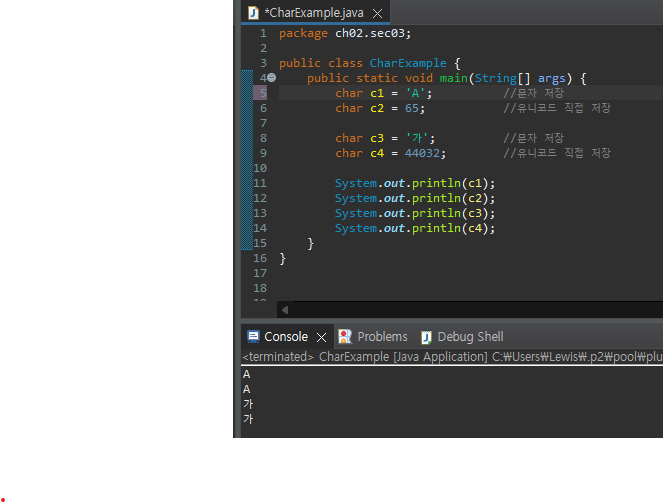 *CharExample.java
1 package ch02.sec03;
2
3 public class CharExample {
4 public static void main(String[] args) {
5 char c1 = 'A'; //문자 저장
6 char c2 = 65; //유니코드 직접 저장
7
8 char c3 = '가'; //문자 저장
9 char c4 = 44032; //유니코드 직접 저장
10
11 System.out.println(c1);
12 System.out.println(c2);
13 System.out.println(c3);
14 System.out.println(c4);
15 }
16 }
17
18
Console Problems Debug Shell
<terminated> CharExample [Java Application] C:₩Users₩Lewis₩.p2₩pool₩plu
A
A
가
가